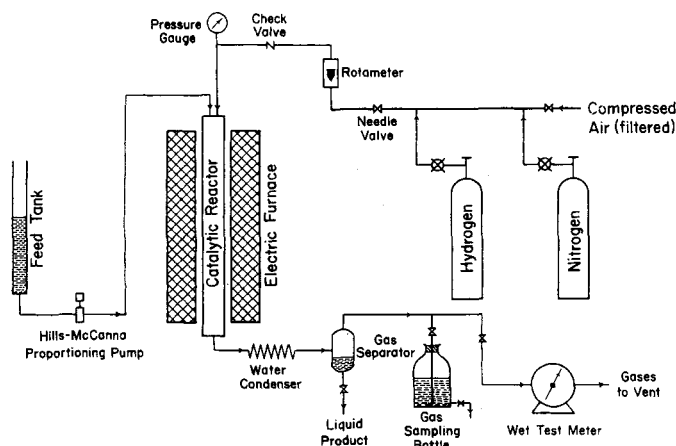 Pressure
Gauge
Check
Valve
Rotameter
Needle
Valve
Compressed
Air (filtered)
Feed Tank
Catalytic Reactor
Electric Furnace
Hydrogen
Nitrogen
Hills-McCanna
Proportioning Pump
Water
Condenser
Gas
Separator
Liquid
Product
Gas
Sampling
Bottle
Wet Test Meter
Gases
to Vent